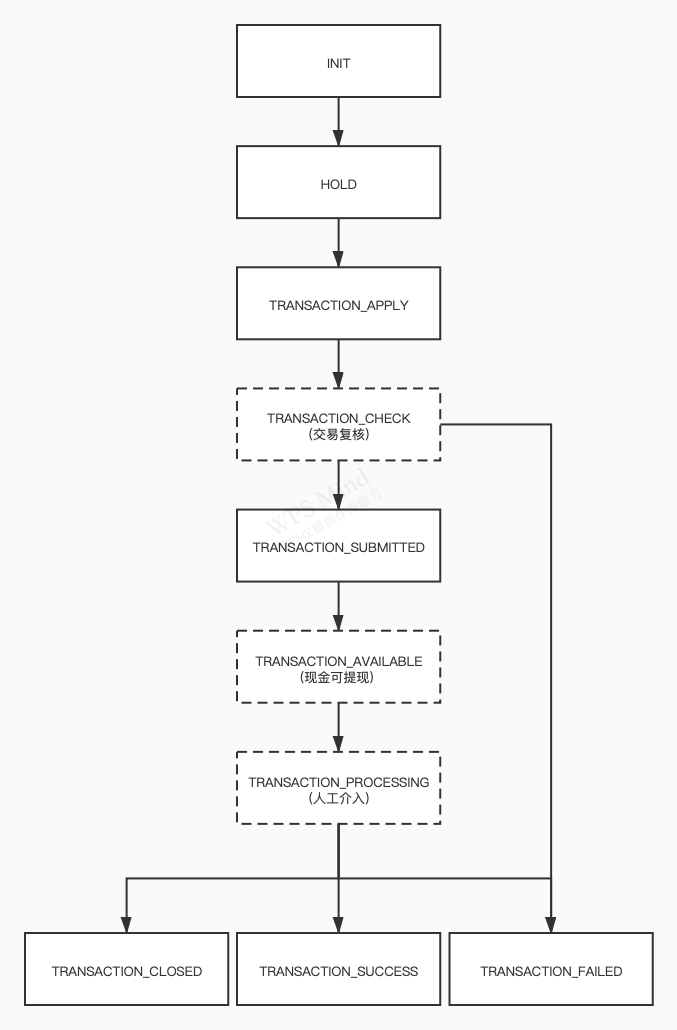 INIT
HOLD
TRANSACTION_APPLY
TRANSACTION_CHECK
(交易复核)
WPS Mind
TRANSACTION_SUBMITTED
TRANSACTION_AVAILABLE
(现金可提现)
TRANSACTION_PROCESSING
(人工介入)
TRANSACTION_CLOSED
TRANSACTION_SUCCESS
TRANSACTION_FAILED